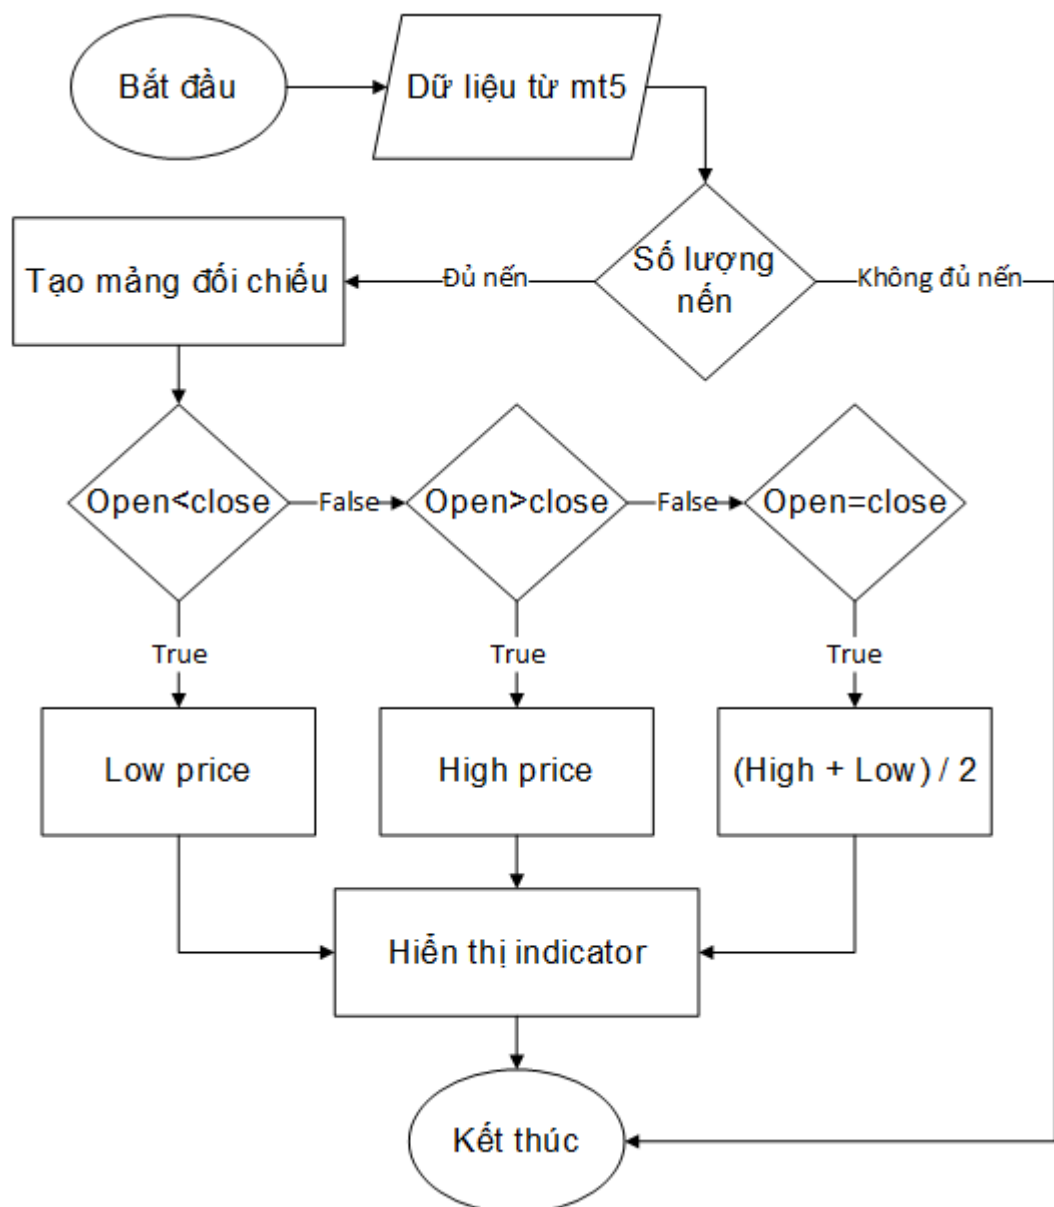 Bắt đầu
Dữ liệu từ mt5
Số lượng
nến
Đủ nến
Không đủ nến
Tạo mảng đối chiếu
Open<close
False
Open>close
False
Open=close
True
True
True
Low price
High price
(High + Low) / 2
Hiển thị indicator
Kết thúc